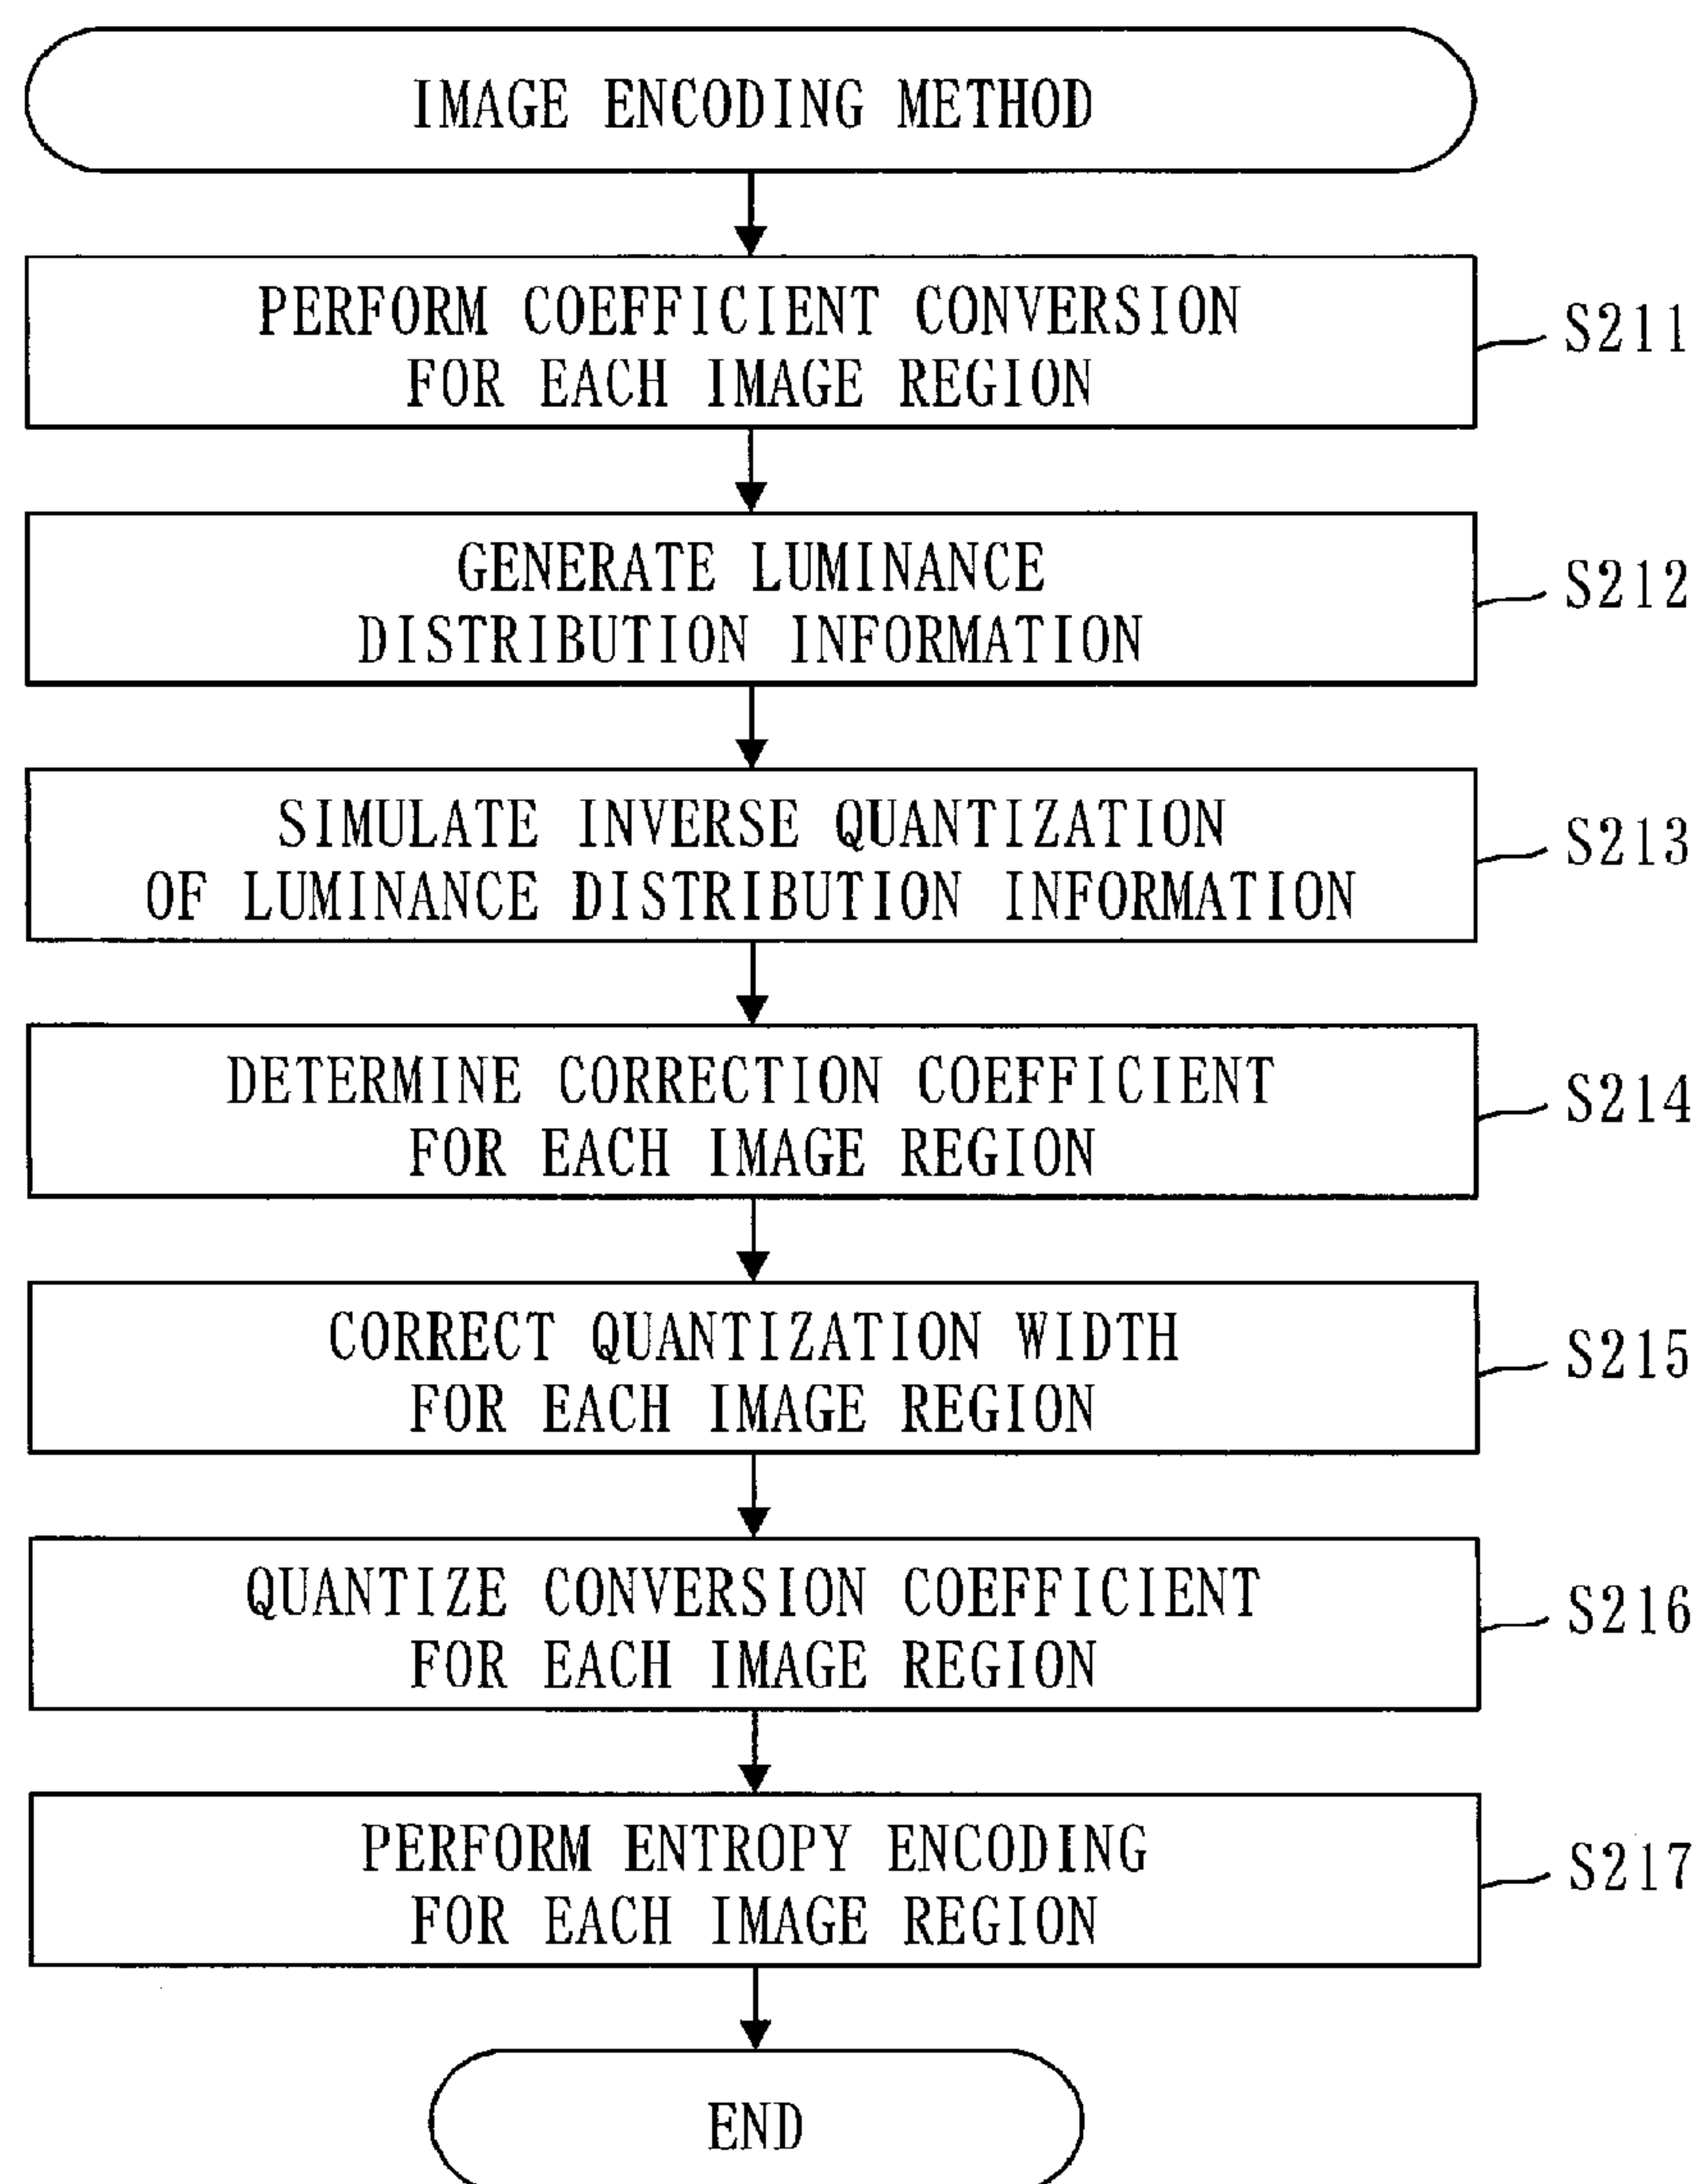 IMAGE ENCODING METHOD
PERFORM COEFFICIENT CONVERSION
FOR EACH IMAGE REGION
S211
GENERATE LUMINANCE
DISTRIBUTION INFORMATION
S212
SIMULATE INVERSE QUANTIZATION
OF LUMINANCE DISTRIBUTION INFORMATION
S213
DETERMINE CORRECTION COEFFICIENT
FOR EACH IMAGE REGION
S214
CORRECT QUANTIZATION WIDTH
FOR EACH IMAGE REGION
S215
QUANTIZE CONVERSION COEFFICIENT
FOR EACH IMAGE REGION
S216
PERFORM ENTROPY ENCODING
FOR EACH IMAGE REGION
S217
END